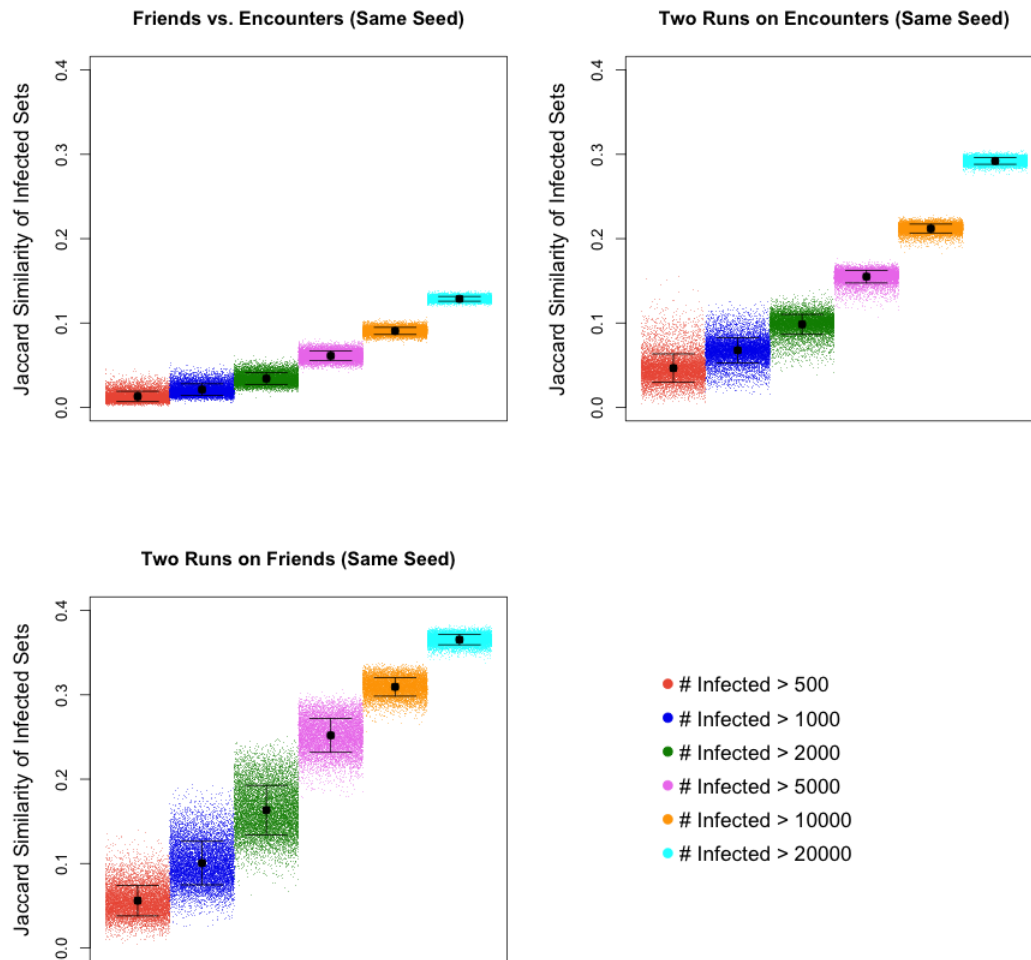 Friends vs. Encounters (Same Seed)
Two Runs on Encounters (Same Seed)
Jaccard Similarity of Infected Sets
0.4
0.3
0.2
0.1
0.0
Jaccard Similarity of Infected Sets
0.4
0.3
0.2
0.1
0.0
Two Runs on Friends (Same Seed)
Jaccard Similarity of Infected Sets
0.4
0.3
0.2
0.1
0.0
# Infected > 500
# Infected > 1000
# Infected > 2000
# Infected > 5000
# Infected > 10000
# Infected > 20000